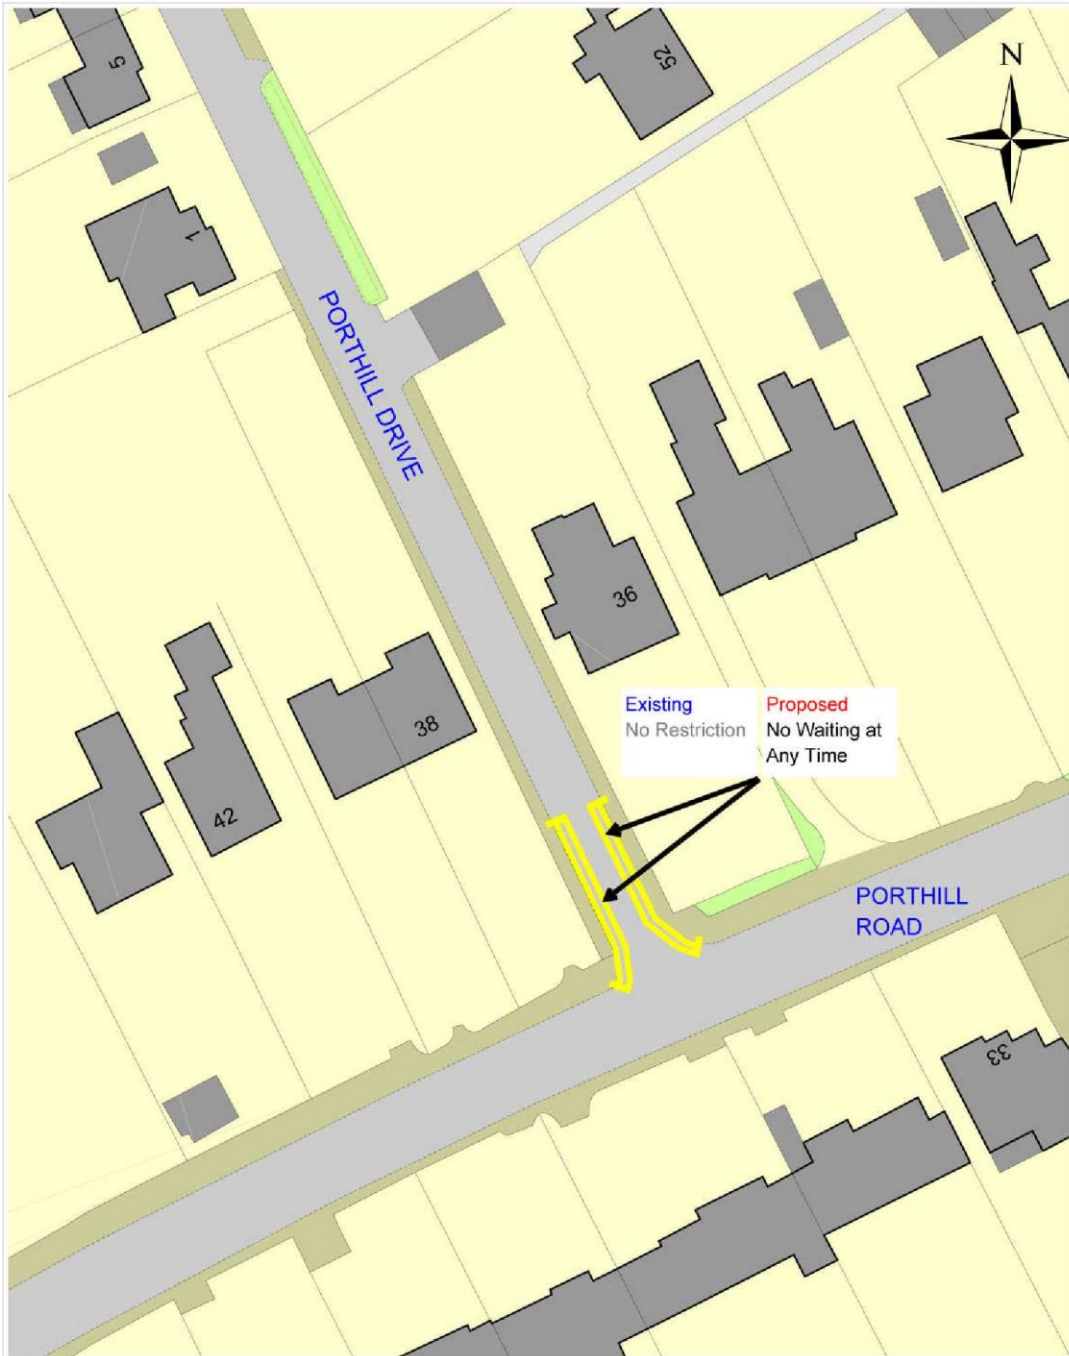 5
52
N
1
PORTHILL DRIVE
36
Existing
No Restriction
Proposed
No Waiting at
Any Time
38
42
PORTHILL
ROAD
33